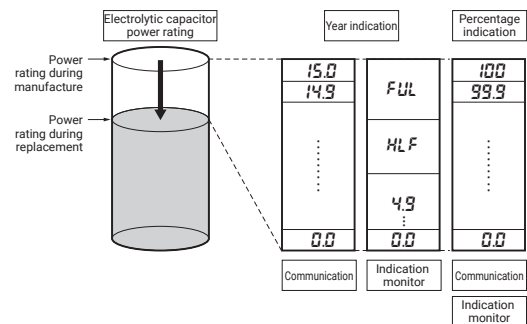 Electrolytic capacitor
power rating
Year indication
Percentage
indication
Power
rating during
manufacture
Power
rating during
replacement
15.0
14.9
0.0
FUL
HLF
4.9
0.0
100
99.9
0.0
Communication
Indication
monitor
Communication
Indication
monitor